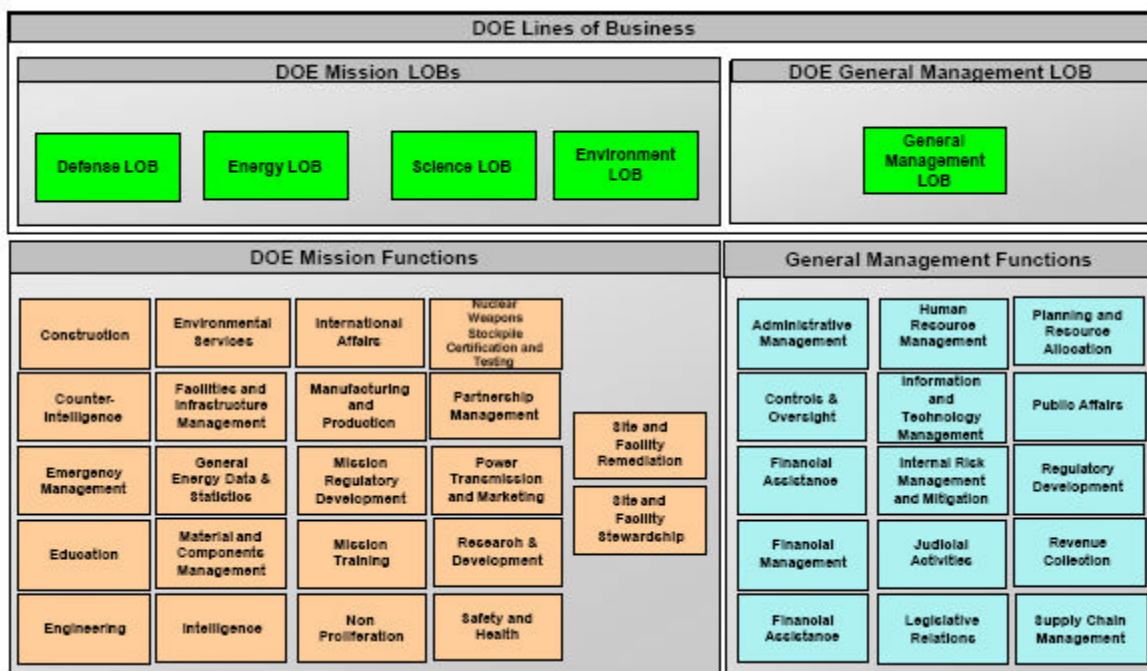 DOE Lines of Business
DOE Mission LOBs
DOE General Management LOB
Defense LOB
Energy LOB
Science LOB
Environment
LOB
General
Management
LOB
DOE Mission Functions
General Management Functions
Construction
Environmental
Services
International
Affairs
Nuclear
Weapons
Stockpile
Certification and
Testing
Counter-
Intelligence
Facilities and
Infrastructure
Management
Manufacturing
and
Production
Partnership
Management
Emergency
Management
General
Energy Data &
Statistics
Mission
Regulatory
Development
Power
Transmission
and Marketing
Education
Material and
Components
Management
Mission
Training
Research &
Development
Engineering
Intelligence
Non
Proliferation
Safety and
Health
Site and
Facility
Remediation
Site and
Facility
Stewardship
Administrative
Management
Human
Resource
Management
Planning and
Resource
Allocation
Controls &
Oversight
Information
and
Technology
Management
Public Affairs
Financial
Assistance
Internal Risk
Management
and Mitigation
Regulatory
Development
Financial
Management
Judicial
Activities
Revenue
Collection
Financial
Assistance
Legislative
Relations
Supply Chain
Management